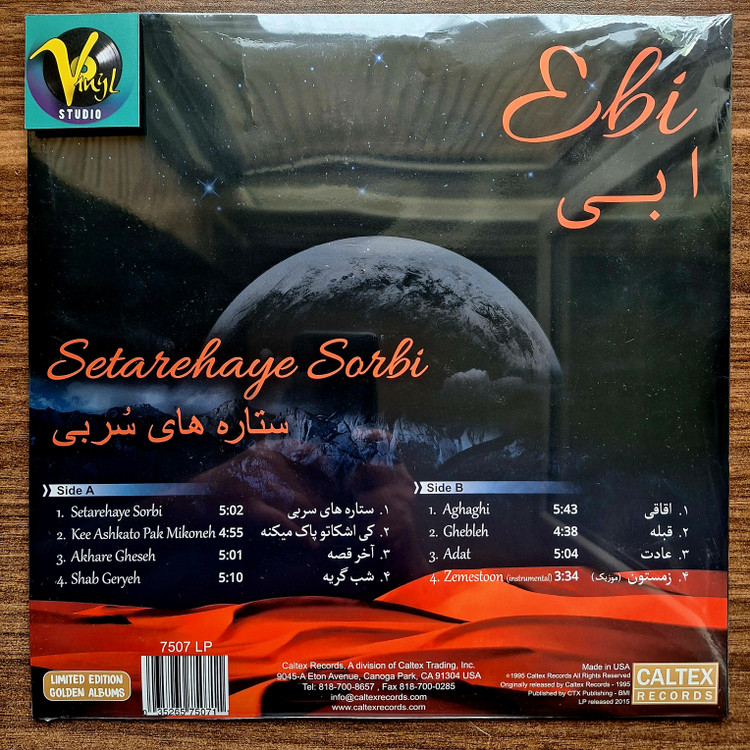 Vinyl
STUDIO
Ebi
ابی
Setarehaye Sorbi
ستاره های سُربی
Side A
1. Setarehaye Sorbi 5:02 ۱. ستاره های سربی
2. Kee Ashkato Pak Mikoneh 4:55 ۲. کی اشکاتو پاک میکنه
3. Akhare Gheseh 5:01 ۳. آخر قصه
4. Shab Geryeh 5:10 ۴. شب گریه
Side B
1. Aghaghi 5:43 ۱. اقاقی
2. Ghebleh 4:38 ۲. قبله
3. Adat 5:04 ۳. عادت
4. Zemestoon (instrumental) 3:34 ۴. زمستون (موزیک)
7507 LP
LIMITED EDITION
GOLDEN ALBUMS
0 35265 75071
Caltex Records, A division of Caltex Trading, Inc.
9045-A Eton Avenue, Canoga Park, CA 91304 USA
Tel: 818-700-8657 , Fax 818-700-0285
info@caltexrecords.com
www.caltexrecords.com
Made in USA
©1995 Caltex Records All Rights Reserved
Originally released by Caltex Records - 1995
Published by CTX Publishing - BMI
LP released 2015
CALTEX
RECORDS